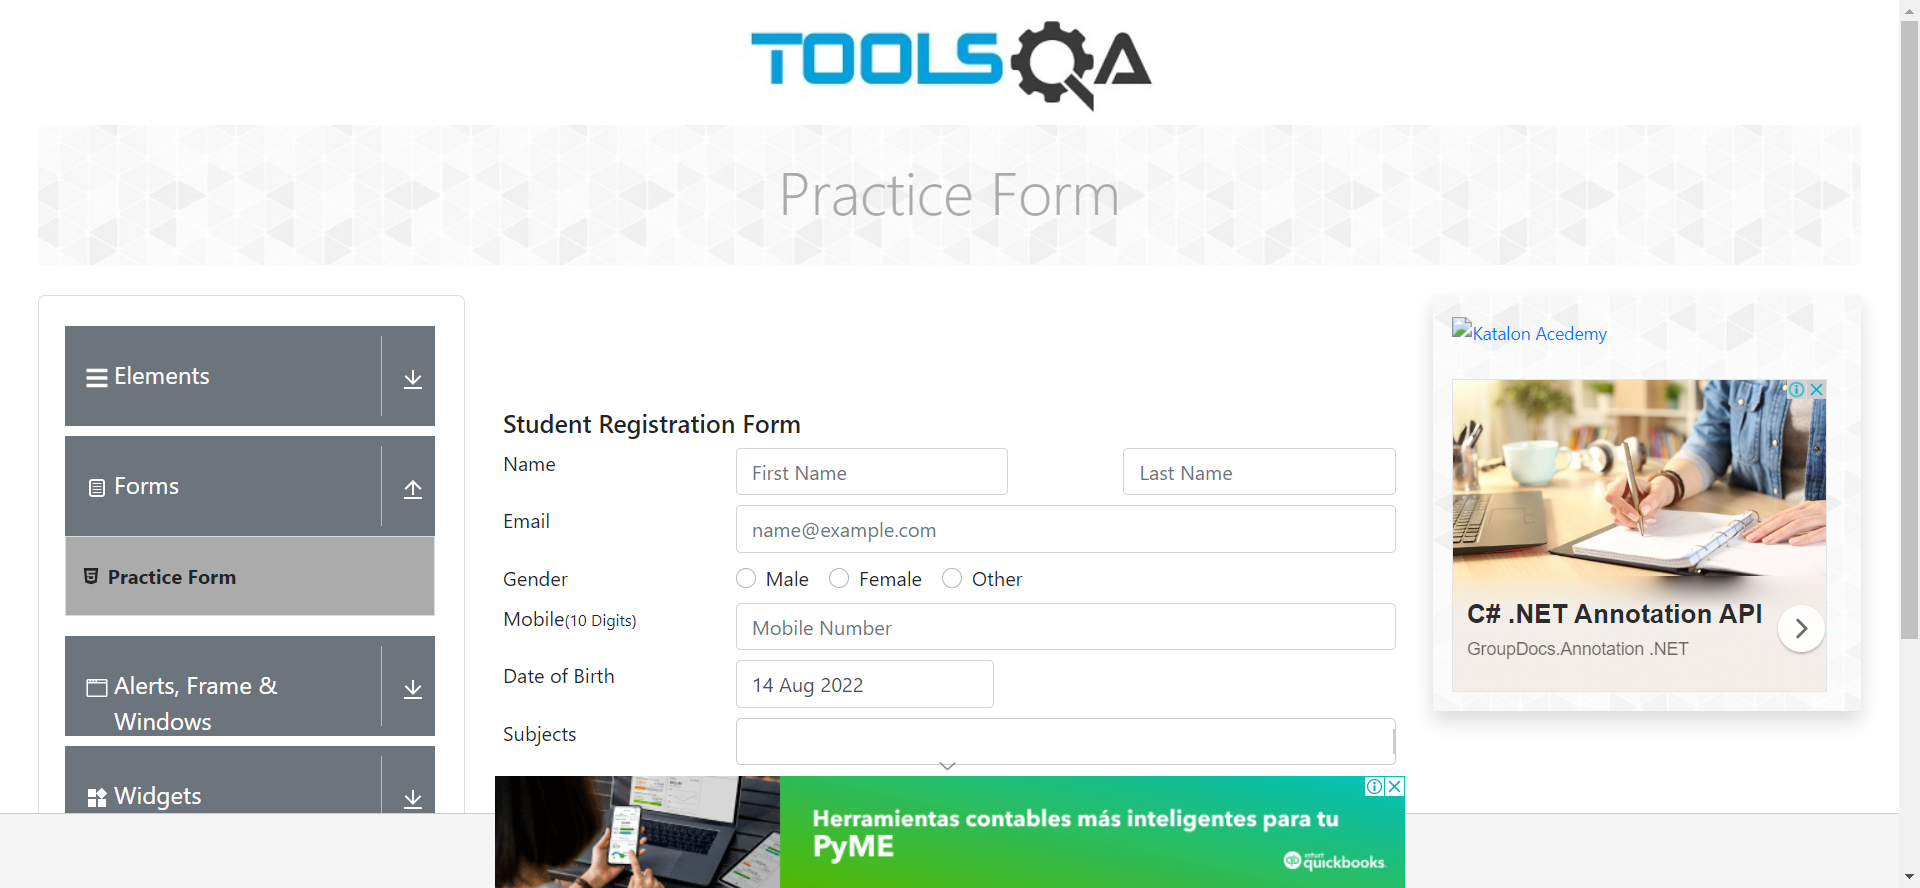 TOOLSQA
Practice Form
Elements
Forms
Practice Form
Alerts, Frame &
Windows
Widgets
Student Registration Form
Name
First Name
Last Name
Email
name@example.com
Gender
Male
Female
Other
Mobile(10 Digits)
Mobile Number
Date of Birth
14 Aug 2022
Subjects
Katalon Acedemy
C# .NET Annotation API
GroupDocs.Annotation .NET
Herramientas contables más inteligentes para tu
PyME
intuit
quickbooks.